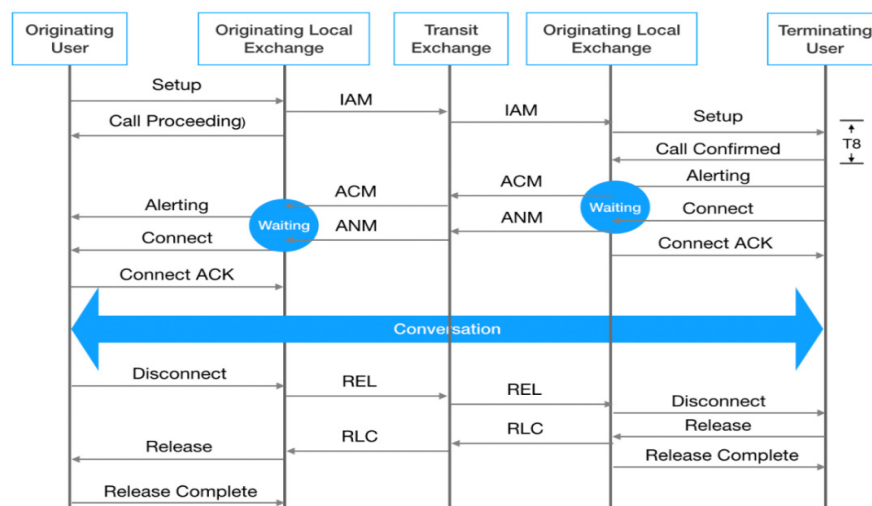 Originating
User
Originating Local
Exchange
Transit
Exchange
Originating Local
Exchange
Terminating
User
Setup
IAM
IAM
Setup
Call Proceeding)
T8
Call Confirmed
Alerting
ACM
ACM
Alerting
Waiting
Waiting
ANM
ANM
Connect
Connect
Connect ACK
Connect ACK
Conversation
Disconnect
REL
REL
Disconnect
Release
RLC
RLC
Release
Release Complete
Release Complete